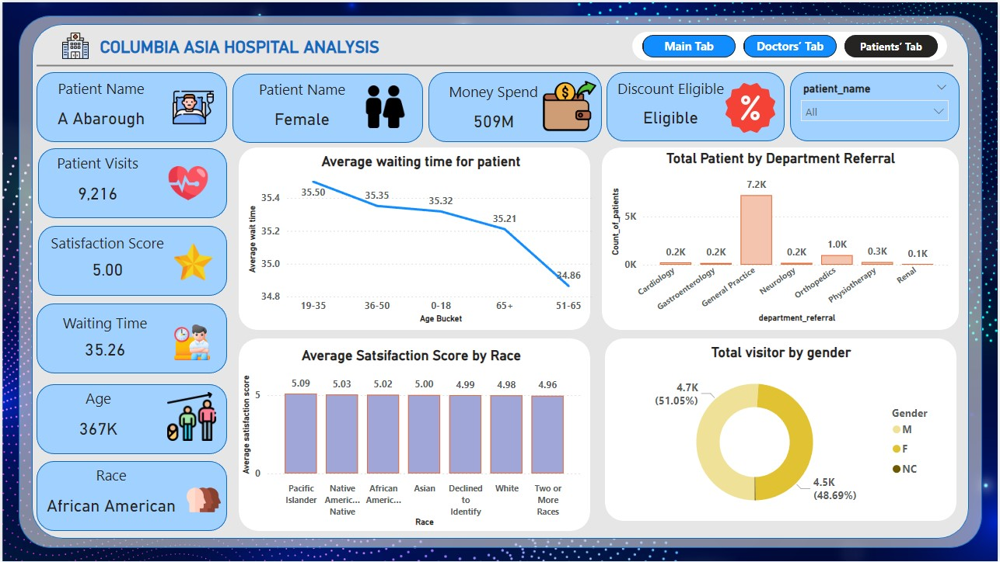 COLUMBIA ASIA HOSPITAL ANALYSIS
Main Tab
Doctors’ Tab
Patients’ Tab
Patient Name
A Abarough
Patient Name
Female
Money Spend
509M
Discount Eligible
Eligible
patient_name
All
Patient Visits
9,216
Satisfaction Score
5.00
Waiting Time
35.26
Age
367K
Race
African American
Average waiting time for patient
Average wait time
35.4
35.2
35.0
34.8
35.50
35.35
35.32
35.21
34.86
19-35
36-50
0-18
65+
51-65
Age Bucket
Total Patient by Department Referral
Count_of_patients
5K
0K
0.2K
0.2K
7.2K
0.2K
1.0K
0.3K
0.1K
Cardiology
Gastroenterology
General Practice
Neurology
Orthopedics
Physiotherapy
Renal
department_referral
Average Satsifaction Score by Race
Average satisfaction score
5
0
5.09
5.03
5.02
5.00
4.99
4.98
4.96
Pacific
Islander
Native
Americ...
Native
African
Americ...
Asian
Declined
to
Identify
White
Two or
More
Races
Race
Total visitor by gender
4.7K
(51.05%)
4.5K
(48.69%)
Gender
M
F
NC